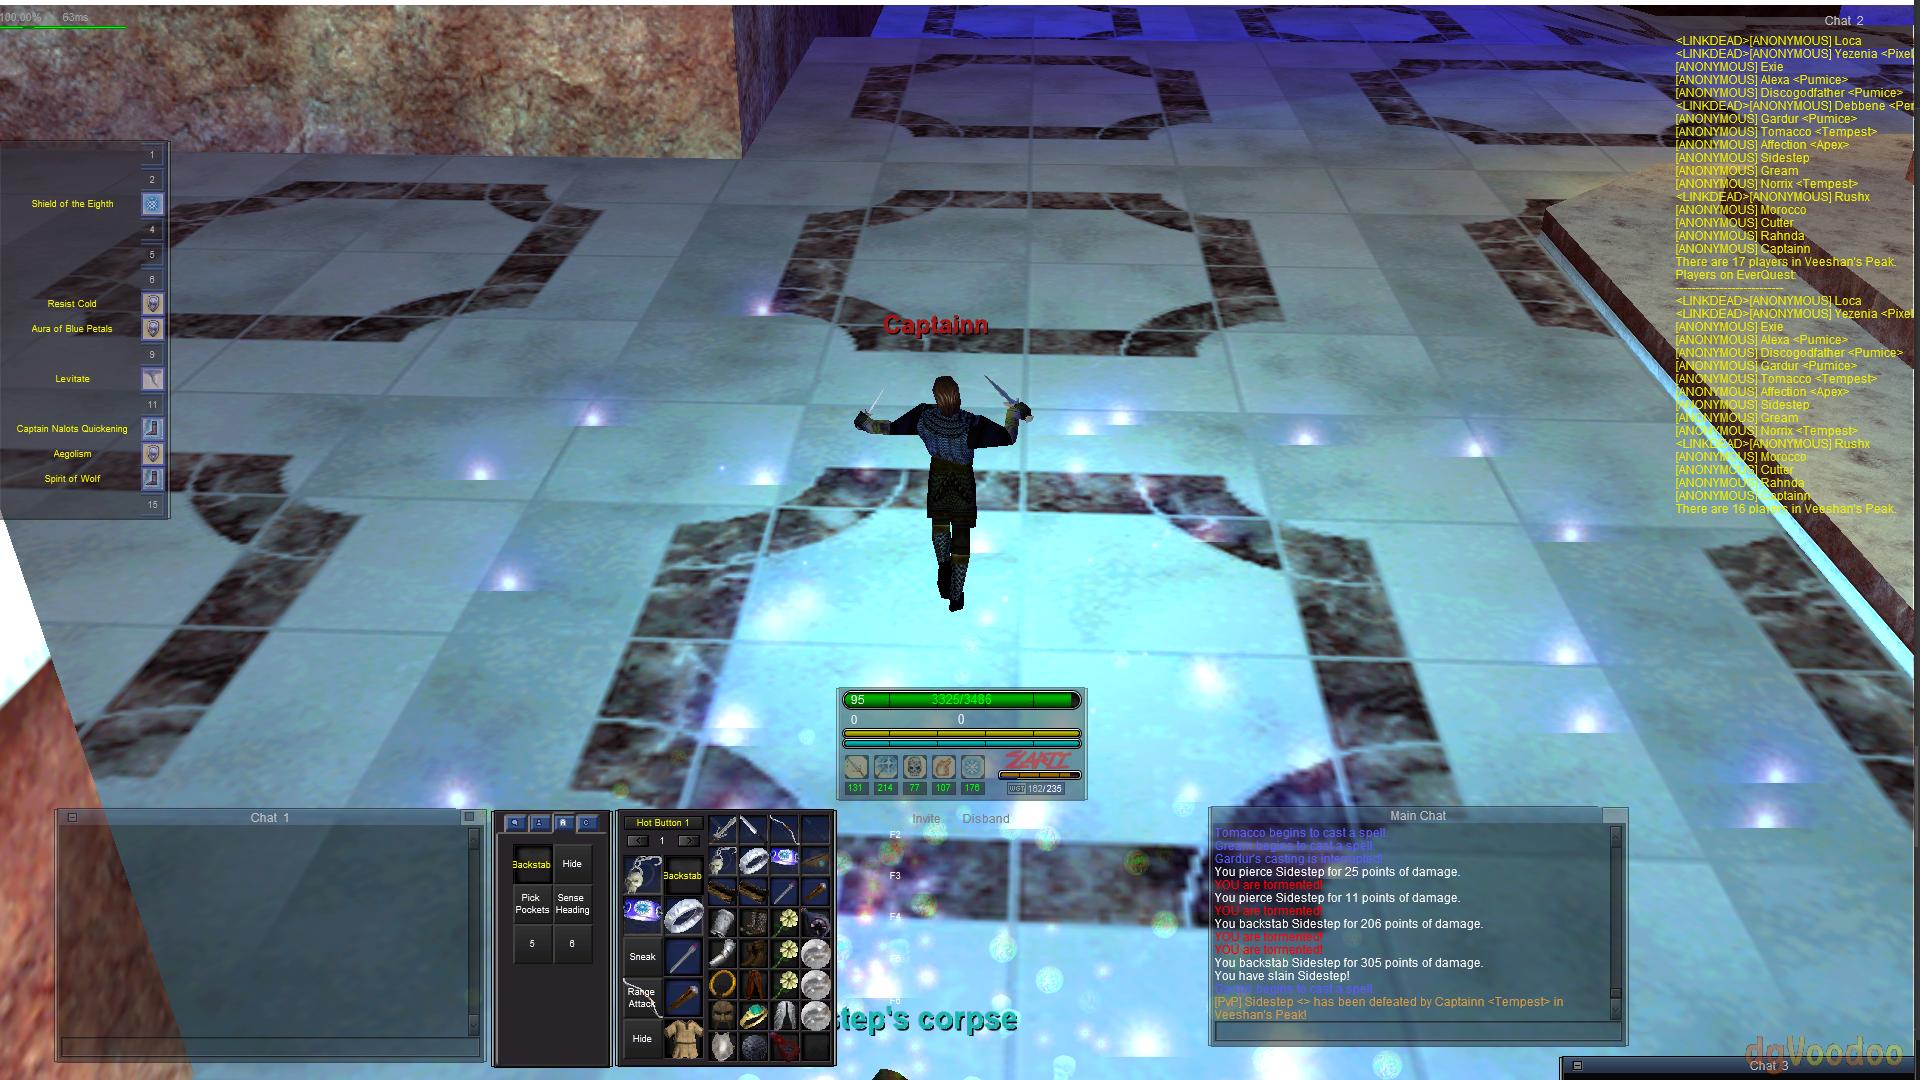 100.00% 63ms
Chat 2
<LINKDEAD>[ANONYMOUS] Loca
<LINKDEAD>[ANONYMOUS] Yezenia <Pixel
[ANONYMOUS] Exie
[ANONYMOUS] Alexa <Pumice>
[ANONYMOUS] Discogodfather <Pumice>
<LINKDEAD>[ANONYMOUS] Debbene <Per
[ANONYMOUS] Gardur <Pumice>
[ANONYMOUS] Tomacco <Tempest>
[ANONYMOUS] Affection <Apex>
[ANONYMOUS] Sidestep
[ANONYMOUS] Gream
[ANONYMOUS] Norrix <Tempest>
<LINKDEAD>[ANONYMOUS] Rushx
[ANONYMOUS] Morocco
[ANONYMOUS] Cutter
[ANONYMOUS] Rahnda
[ANONYMOUS] Captainn
There are 17 players in Veeshan's Peak.
Players on EverQuest:
----------------------------
<LINKDEAD>[ANONYMOUS] Loca
<LINKDEAD>[ANONYMOUS] Yezenia <Pixel
[ANONYMOUS] Exie
[ANONYMOUS] Alexa <Pumice>
[ANONYMOUS] Discogodfather <Pumice>
[ANONYMOUS] Gardur <Pumice>
[ANONYMOUS] Tomacco <Tempest>
[ANONYMOUS] Affection <Apex>
[ANONYMOUS] Sidestep
[ANONYMOUS] Gream
[ANONYMOUS] Norrix <Tempest>
<LINKDEAD>[ANONYMOUS] Rushx
[ANONYMOUS] Morocco
[ANONYMOUS] Cutter
[ANONYMOUS] Rahnda
[ANONYMOUS] Captainn
There are 16 players in Veeshan's Peak.
1
2
Shield of the Eighth
4
5
6
Resist Cold
Aura of Blue Petals
9
Levitate
11
Captain Nalots Quickening
Aegolism
Spirit of Wolf
15
Captainn
95 3325/3486
0 0
131 214 77 107 176 WGT 162/235
Invite Disband
F2
F3
F4
F6
step's corpse
Chat 1
Backstab Hide
Pick Pockets Sense Heading
5 6
Hot Button 1
1
Backstab
Sneak
Range Attack
Hide
Main Chat
Tomacco begins to cast a spell.
Gream begins to cast a spell.
Gardur's casting is interrupted!
You pierce Sidestep for 25 points of damage.
YOU are tormented!
You pierce Sidestep for 11 points of damage.
YOU are tormented!
You backstab Sidestep for 206 points of damage.
YOU are tormented!
YOU are tormented!
You backstab Sidestep for 305 points of damage.
You have slain Sidestep!
Gardur begins to cast a spell.
[PvP] Sidestep <> has been defeated by Captainn <Tempest> in
Veeshan's Peak!
dgVoodoo
Chat 3